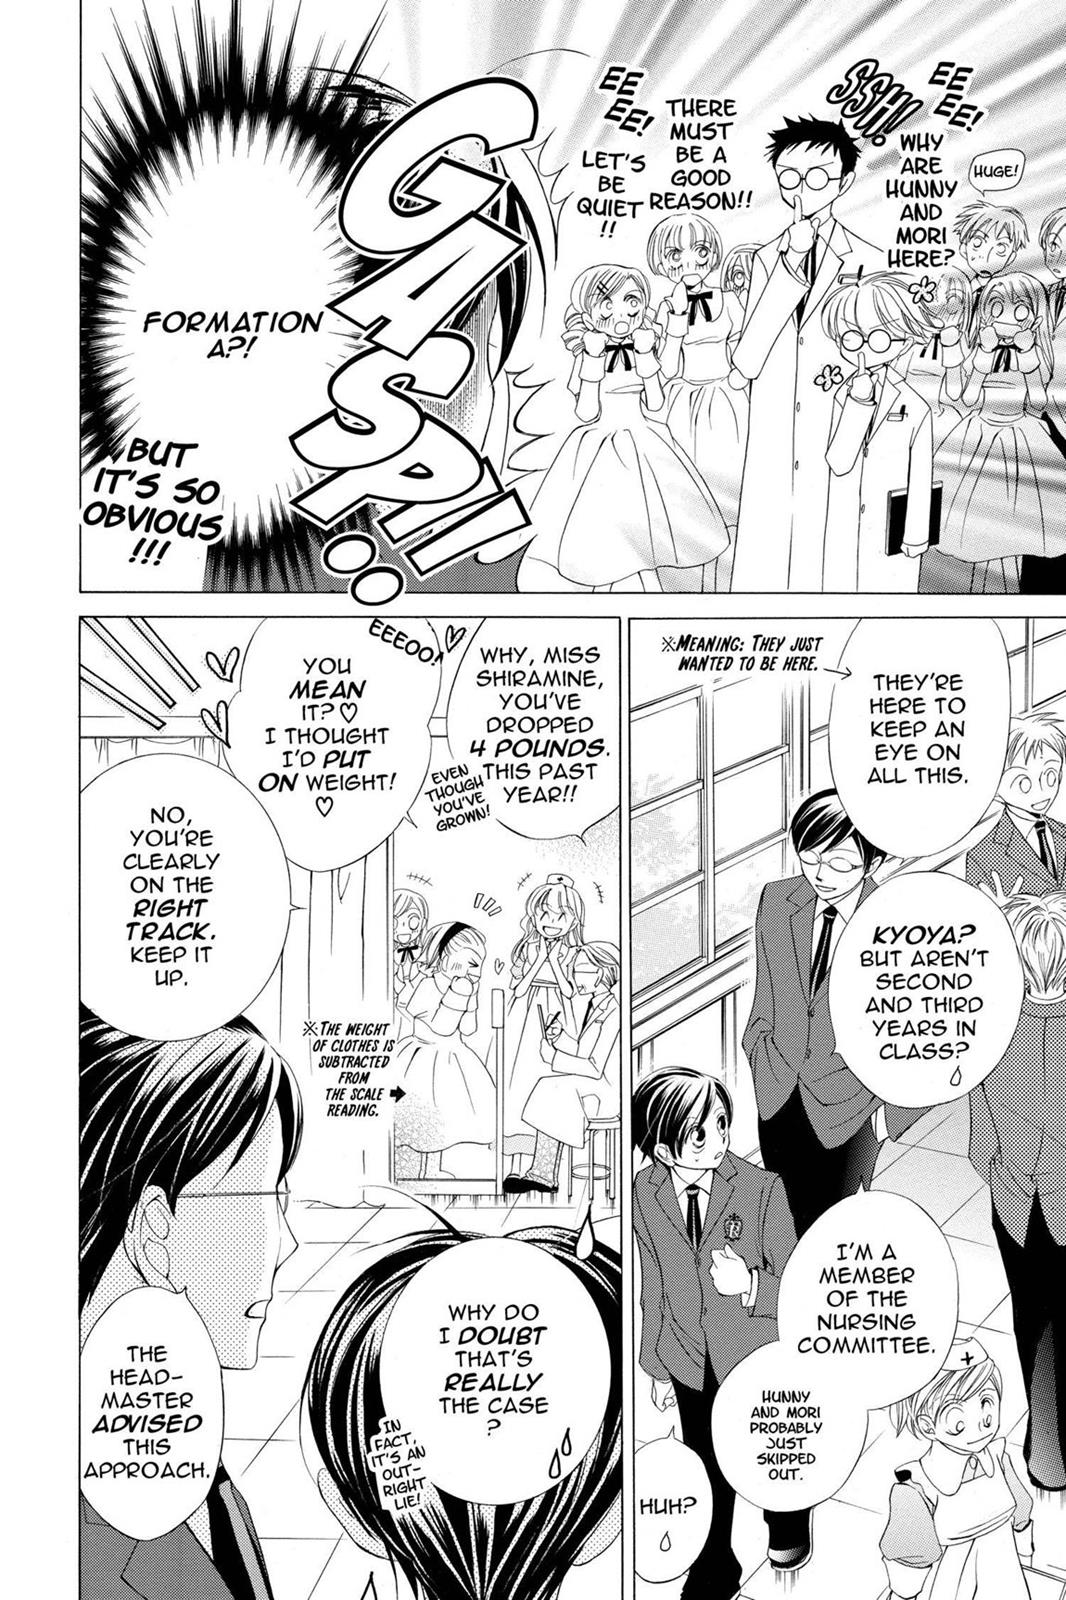 EE
EE!
WHY
ARE
HUNNY
AND
MORI
HERE?
HUGE!
SSH!
THERE
MUST
BE A
GOOD
REASON!!
EE
EE!
LET'S
BE
QUIET
!!
GASP!!
FORMATION
A?!
BUT
IT'S SO
OBVIOUS
!!!
※MEANING: THEY JUST
WANTED TO BE HERE.
THEY'RE
HERE TO
KEEP AN
EYE ON
ALL THIS.
KYOYA?
BUT AREN'T
SECOND
AND THIRD
YEARS IN
CLASS?
I'M A
MEMBER
OF THE
NURSING
COMMITTEE.
HUNNY
AND MORI
PROBABLY
JUST
SKIPPED
OUT.
HUH?
R
WHY, MISS
SHIRAMINE,
YOU'VE
DROPPED
4 POUNDS.
THIS PAST
YEAR!!
EVEN
THOUGH
YOU'VE
GROWN!
EEEOO!
YOU
MEAN
IT?♡
I THOUGHT
I'D PUT
ON WEIGHT!
♡
※THE WEIGHT
OF CLOTHES IS
SUBTRACTED
FROM
THE SCALE
READING.
NO,
YOU'RE
CLEARLY
ON THE
RIGHT
TRACK.
KEEP IT
UP.
WHY DO
I DOUBT
THAT'S
REALLY
THE CASE
?
IN
FACT,
IT'S AN
OUT-
RIGHT
LIE!
THE
HEAD-
MASTER
ADVISED
THIS
APPROACH.